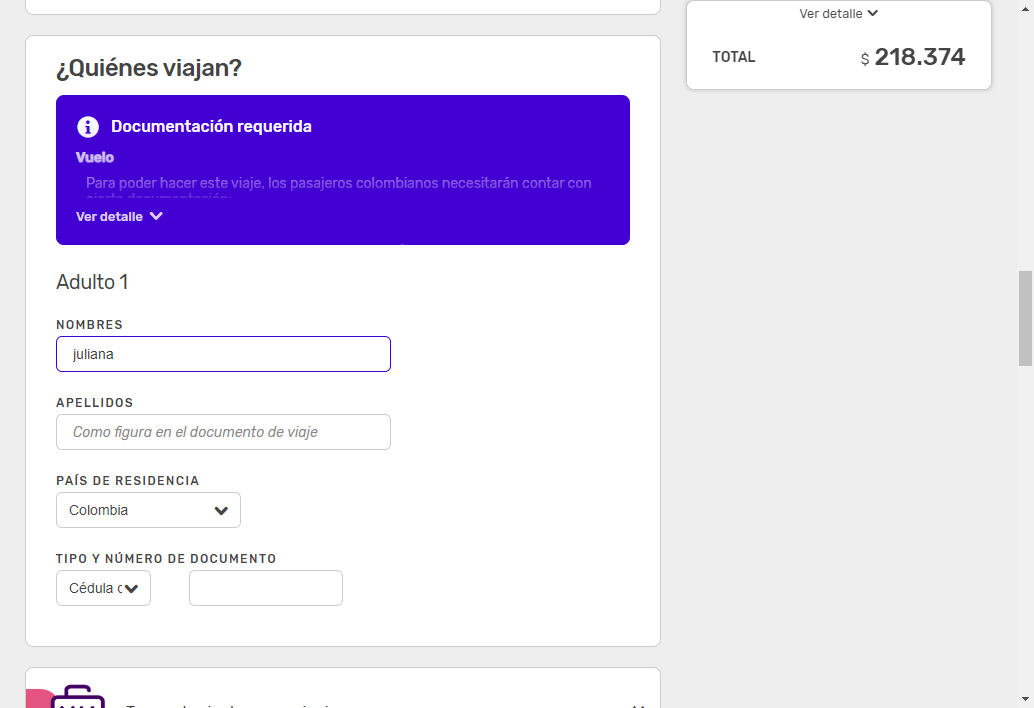 Ver detalle
TOTAL
$ 218.374
¿Quiénes viajan?
Documentación requerida
Vuelo
Para poder hacer este viaje, los pasajeros colombianos necesitarán contar con
cierta documentación:
Ver detalle
Adulto 1
NOMBRES
juliana
APELLIDOS
Como figura en el documento de viaje
PAÍS DE RESIDENCIA
Colombia
TIPO Y NÚMERO DE DOCUMENTO
Cédula c